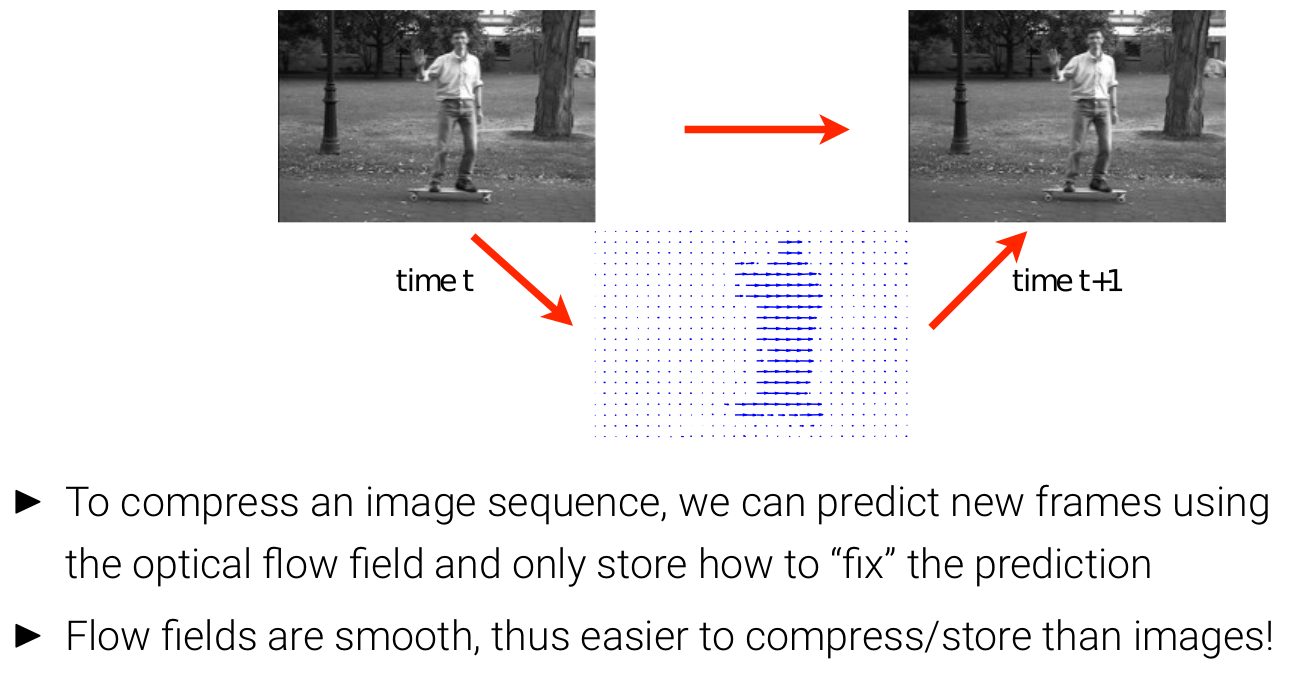 time t
time t+1
► To compress an image sequence, we can predict new frames using
the optical flow field and only store how to “fix” the prediction
► Flow fields are smooth, thus easier to compress/store than images!